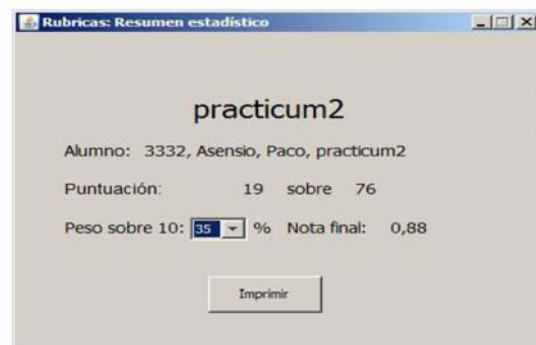 Rubricas: Resumen estadístico
practicum2
Alumno: 3332, Asensio, Paco, practicum2
Puntuación: 19 sobre 76
Peso sobre 10: 35 % Nota final: 0,88
Imprimir